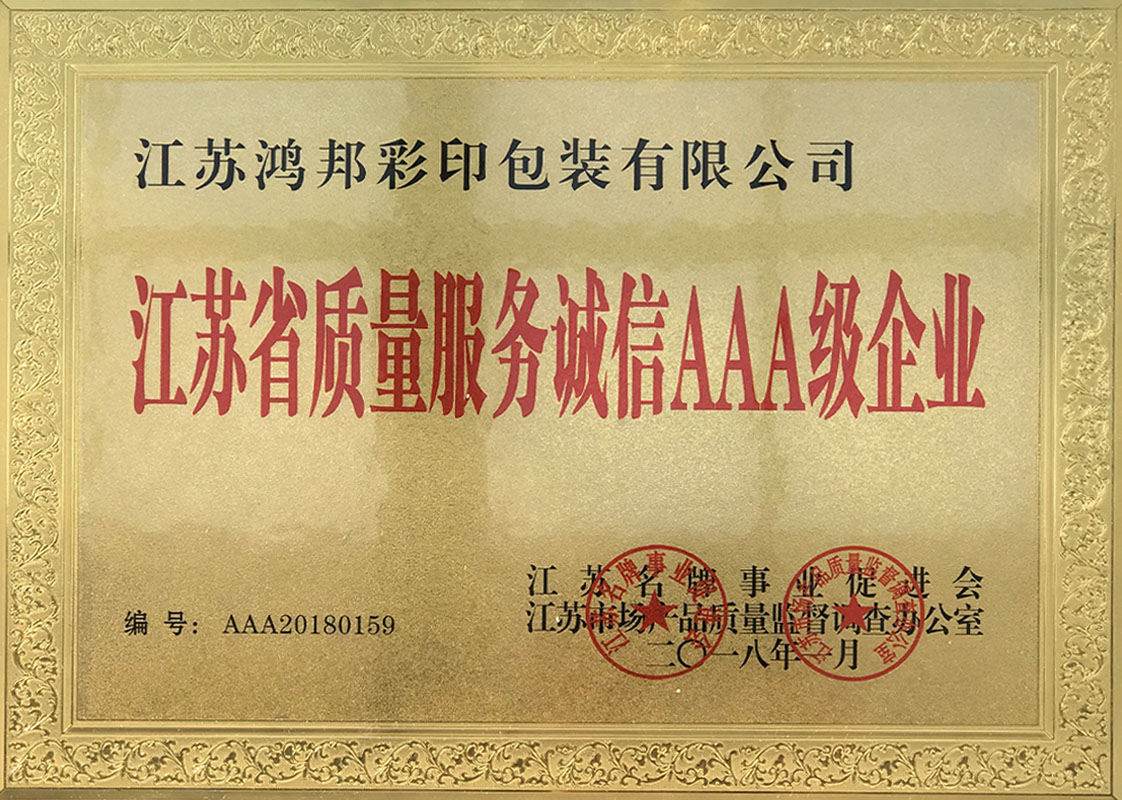 江苏鸿邦彩印包装有限公司
江苏省质量服务诚信AAA级企业
江苏名牌事业促进会
编号：AAA20180159
江苏市场产品质量监督调查办公室
二〇一八年一月